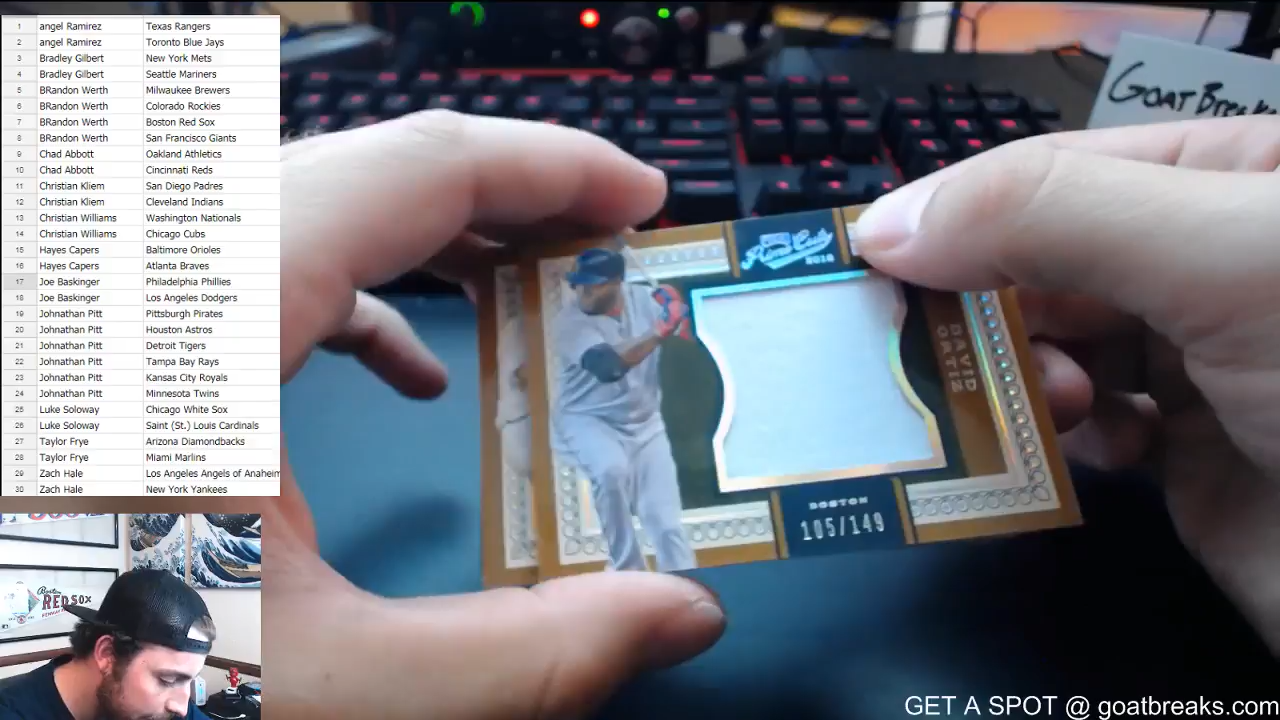 1 angel Ramirez Texas Rangers
2 angel Ramirez Toronto Blue Jays
3 Bradley Gilbert New York Mets
4 Bradley Gilbert Seattle Mariners
5 BRandon Werth Milwaukee Brewers
6 BRandon Werth Colorado Rockies
7 BRandon Werth Boston Red Sox
8 BRandon Werth San Francisco Giants
9 Chad Abbott Oakland Athletics
10 Chad Abbott Cincinnati Reds
11 Christian Kliem San Diego Padres
12 Christian Kliem Cleveland Indians
13 Christian Williams Washington Nationals
14 Christian Williams Chicago Cubs
15 Hayes Capers Baltimore Orioles
16 Hayes Capers Atlanta Braves
17 Joe Baskinger Philadelphia Phillies
18 Joe Baskinger Los Angeles Dodgers
19 Johnathan Pitt Pittsburgh Pirates
20 Johnathan Pitt Houston Astros
21 Johnathan Pitt Detroit Tigers
22 Johnathan Pitt Tampa Bay Rays
23 Johnathan Pitt Kansas City Royals
24 Johnathan Pitt Minnesota Twins
25 Luke Soloway Chicago White Sox
26 Luke Soloway Saint (St.) Louis Cardinals
27 Taylor Frye Arizona Diamondbacks
28 Taylor Frye Miami Marlins
29 Zach Hale Los Angeles Angels of Anaheim
30 Zach Hale New York Yankees
GOAT BREAK
Prime Cuts
2014
DAVID
ORTIZ
BOSTON
105/149
Boston
RED SOX
GET A SPOT @ goatbreaks.com